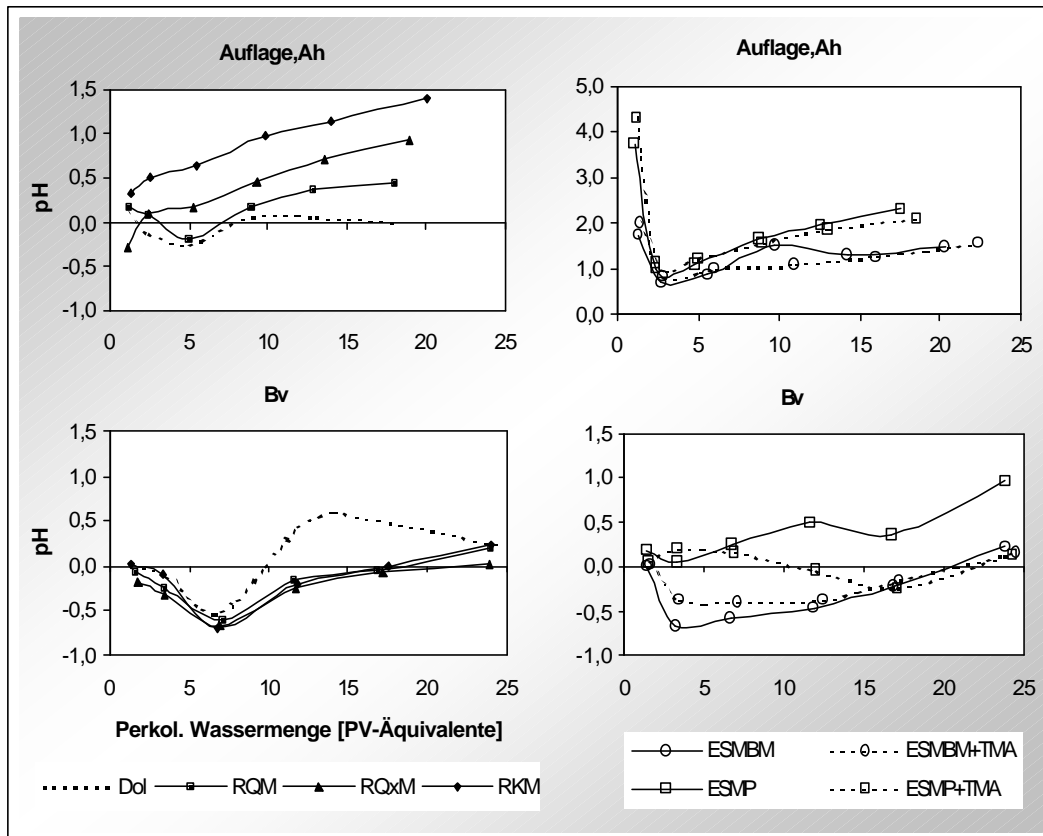 Auflage,Ah
1,5
1,0
0,5
0,0
-0,5
-1,0
pH
0 5 10 15 20 25
Auflage,Ah
5,0
4,0
3,0
2,0
1,0
0,0
0 5 10 15 20 25
Bv
1,5
1,0
0,5
0,0
-0,5
-1,0
pH
0 5 10 15 20 25
Perkol. Wassermenge [PV-Äquivalente]
Bv
1,5
1,0
0,5
0,0
-0,5
-1,0
0 5 10 15 20 25
Dol RQM RQxM RKM
ESMBM ESMBM+TMA
ESMP ESMP+TMA